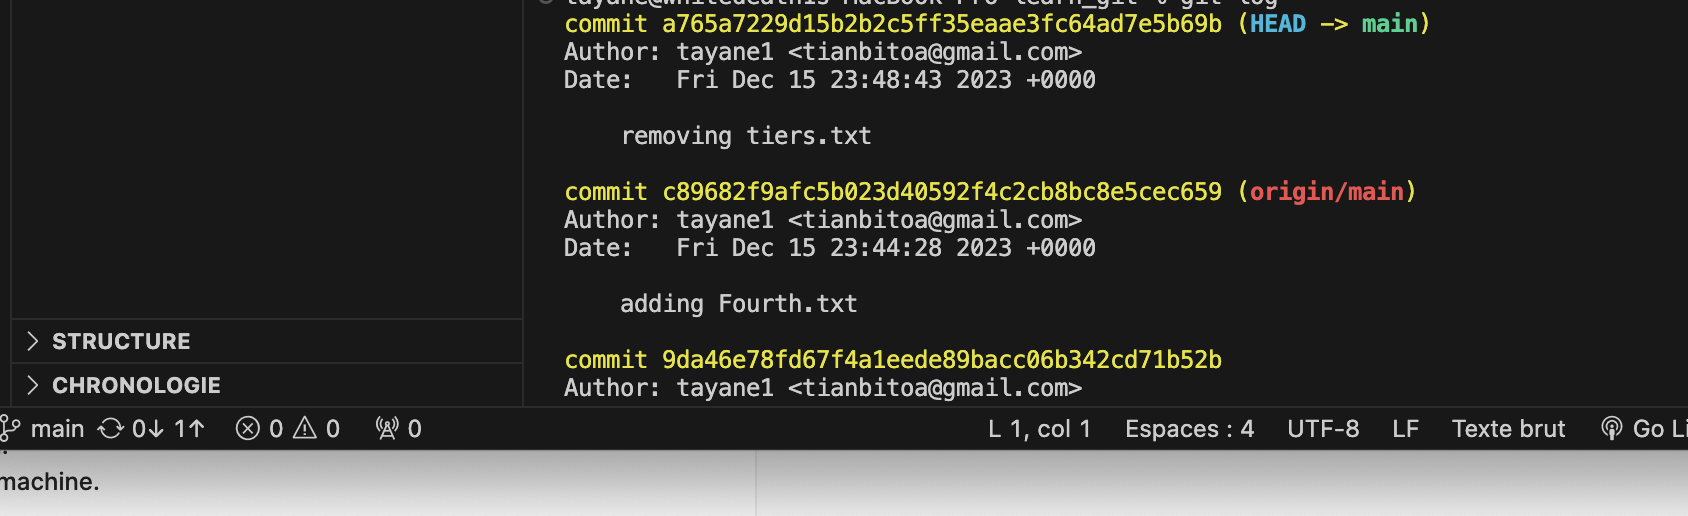 commit a765a7229d15b2b2c5ff35eaae3fc64ad7e5b69b (HEAD -> main)
Author: tayane1 <tianbitoa@gmail.com>
Date:   Fri Dec 15 23:48:43 2023 +0000
removing tiers.txt
commit c89682f9afc5b023d40592f4c2cb8bc8e5cec659 (origin/main)
Author: tayane1 <tianbitoa@gmail.com>
Date:   Fri Dec 15 23:44:28 2023 +0000
adding Fourth.txt
STRUCTURE
commit 9da46e78fd67f4a1eede89bacc06b342cd71b52b
CHRONOLOGIE
Author: tayane1 <tianbitoa@gmail.com>
main 0↓ 1↑ 0 0 0 L 1, col 1 Espaces : 4 UTF-8 LF Texte brut Go Li
machine.